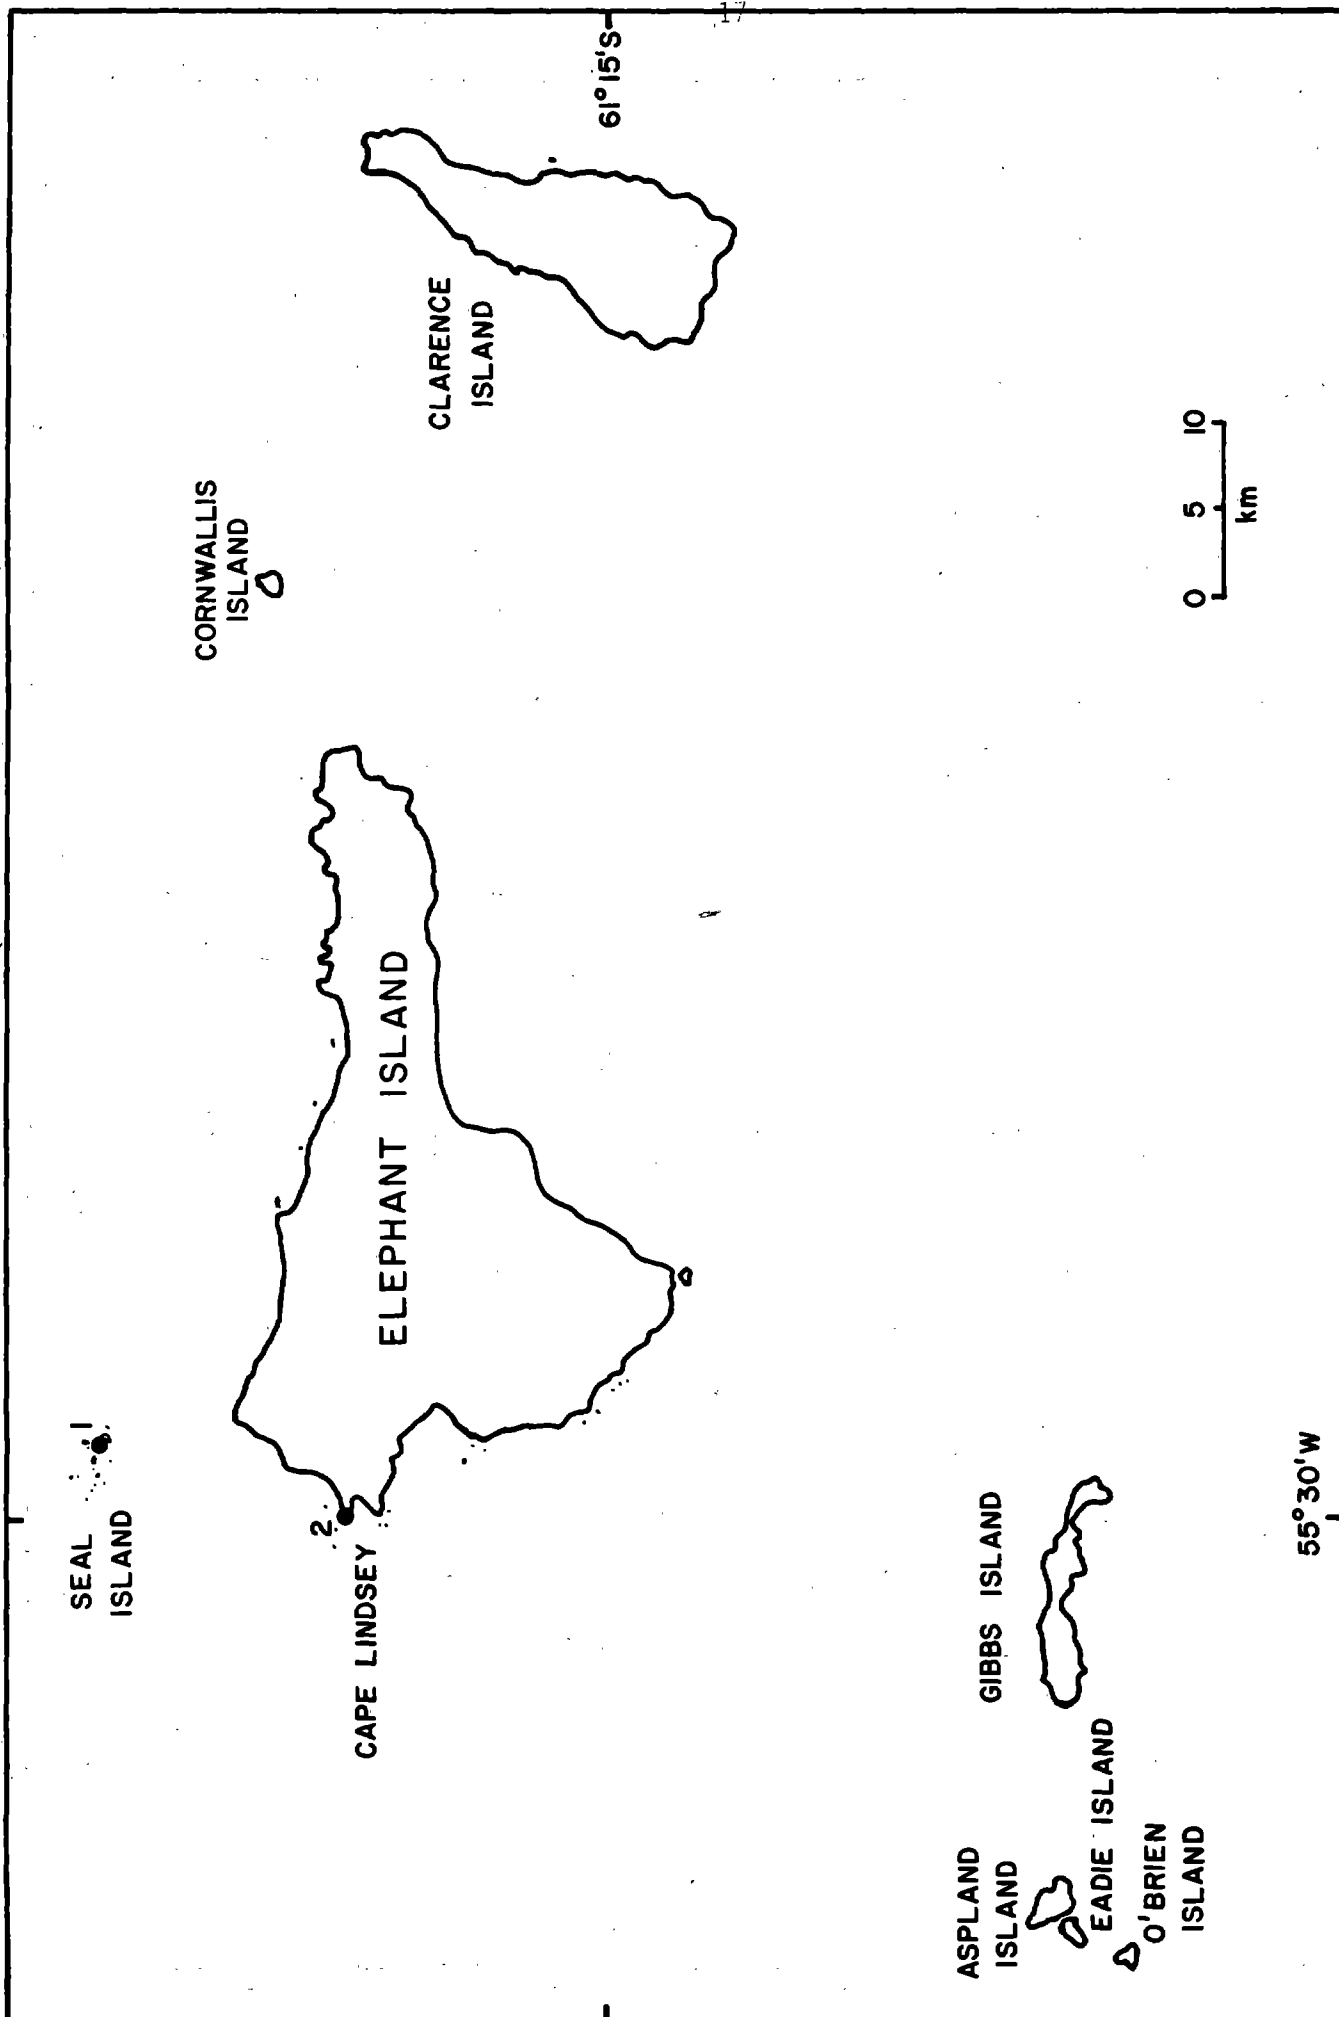 17
SEAL
ISLAND
1
2
CAPE LINDSEY
ELEPHANT ISLAND
CORNWALLIS
ISLAND
CLARENCE
ISLAND
61°15'S
ASPLAND
ISLAND
EADIE ISLAND
O'BRIEN
ISLAND
GIBBS ISLAND
0 5 10
km
55°30'W